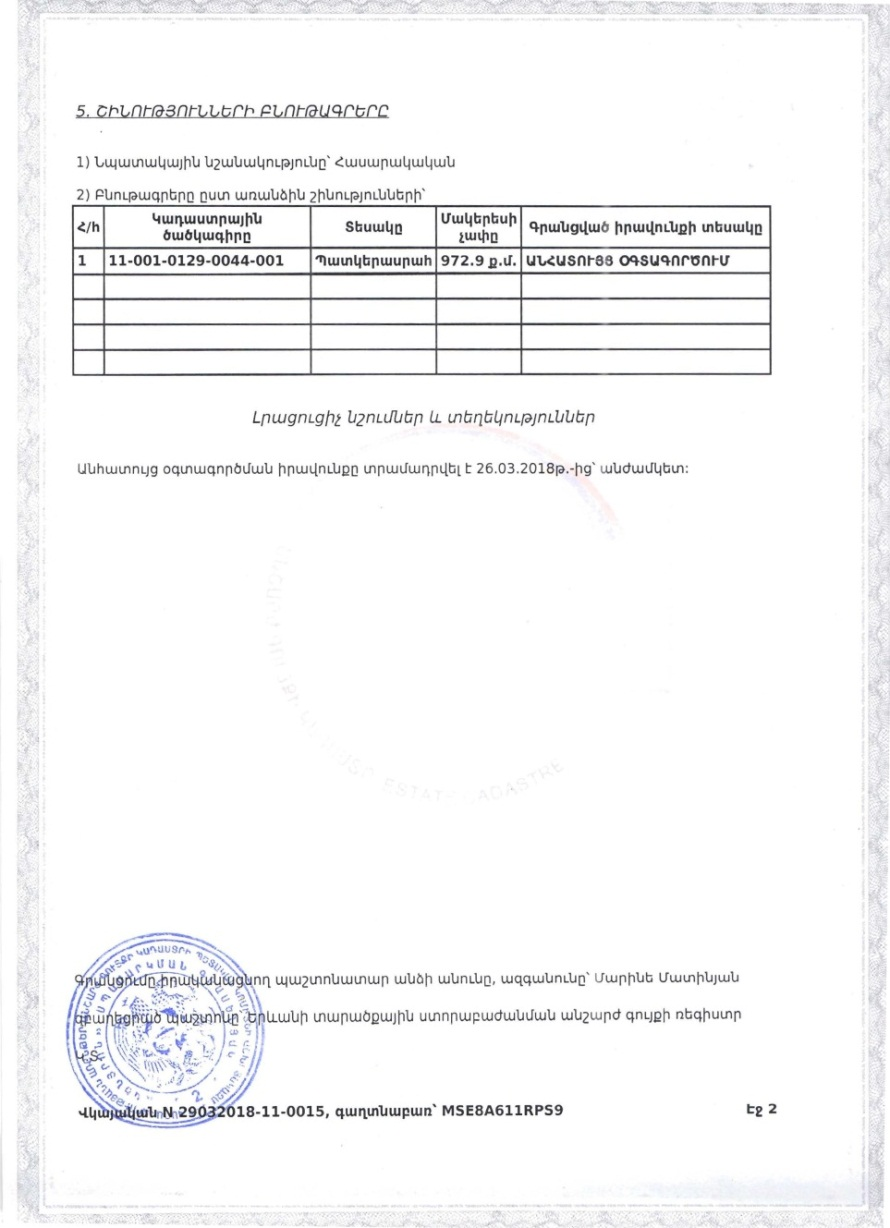 5. ՇԻՆՈՒԹՅՈՒՆՆԵՐԻ ԲՆՈՒԹԱԳՐԵՐԸ
1) Նպատակային նշանակությունը՝ Հասարակական
2) Բնութագրերը ըստ առանձին շինությունների՝
Հ/հ Կադաստրային ծածկագիրը Տեսակը Մակերեսի չափը Գրանցված իրավունքի տեսակը
1 11-001-0129-0044-001 Պատկերասրահ 972.9 ք.մ. ԱՆՀԱՏՈՒՅՑ ՕԳՏԱԳՈՐԾՈՒՄ
Լրացուցիչ նշումներ և տեղեկություններ
Անհատույց օգտագործման իրավունքը տրամադրվել է 26.03.2018թ.-ից՝ անժամկետ:
ESTATE CADASTRE
Գրանցումը իրականացնող պաշտոնատար անձի անունը, ազգանունը՝ Մարինե Մատինյան
զբաղեցրած պաշտոնը՝ Երևանի տարածքային ստորաբաժանման անշարժ գույքի ռեգիստր
Կ.Տ.
Վկայական N 29032018-11-0015, գաղտնաբառ՝ MSE8A611RPS9
Էջ 2